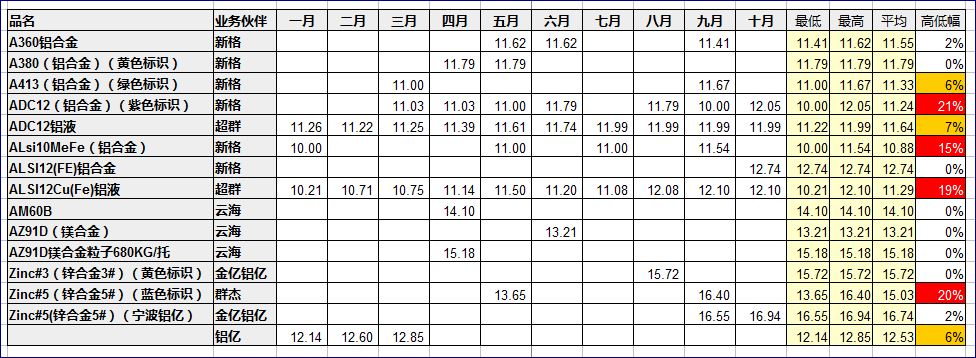 品名 业务伙伴 一月 二月 三月 四月 五月 六月 七月 八月 九月 十月 最低 最高 平均 高低幅
A360铝合金 新格 11.62 11.62 11.41 11.41 11.62 11.55 2%
A380（铝合金）（黄色标识） 新格 11.79 11.79 11.79 11.79 11.79 0%
A413（铝合金）（绿色标识） 新格 11.00 11.67 11.00 11.67 11.33 6%
ADC12（铝合金）（紫色标识） 新格 11.03 11.03 11.00 11.79 11.79 10.00 12.05 10.00 12.05 11.24 21%
ADC12铝液 超群 11.26 11.22 11.25 11.39 11.61 11.74 11.99 11.99 11.99 11.99 11.22 11.99 11.64 7%
ALsi10MeFe（铝合金） 新格 10.00 11.00 11.00 11.54 10.00 11.54 10.88 15%
ALSI12(FE)铝合金 新格 12.74 12.74 12.74 12.74 0%
ALSI12Cu(Fe)铝液 超群 10.21 10.71 10.75 11.14 11.50 11.20 11.08 12.08 12.10 12.10 10.21 12.10 11.29 19%
AM60B 云海 14.10 14.10 14.10 14.10 0%
AZ91D（镁合金） 云海 13.21 13.21 13.21 13.21 0%
AZ91D镁合金粒子680KG/托 云海 15.18 15.18 15.18 15.18 0%
Zinc#3（锌合金3#）（黄色标识） 金亿铝亿 15.72 15.72 15.72 15.72 0%
Zinc#5（锌合金5#）（蓝色标识） 群杰 13.65 16.40 13.65 16.40 15.03 20%
Zinc#5(锌合金5#）（宁波铝亿） 金亿铝亿 16.55 16.94 16.55 16.94 16.74 2%
铝亿 12.14 12.60 12.85 12.14 12.85 12.53 6%